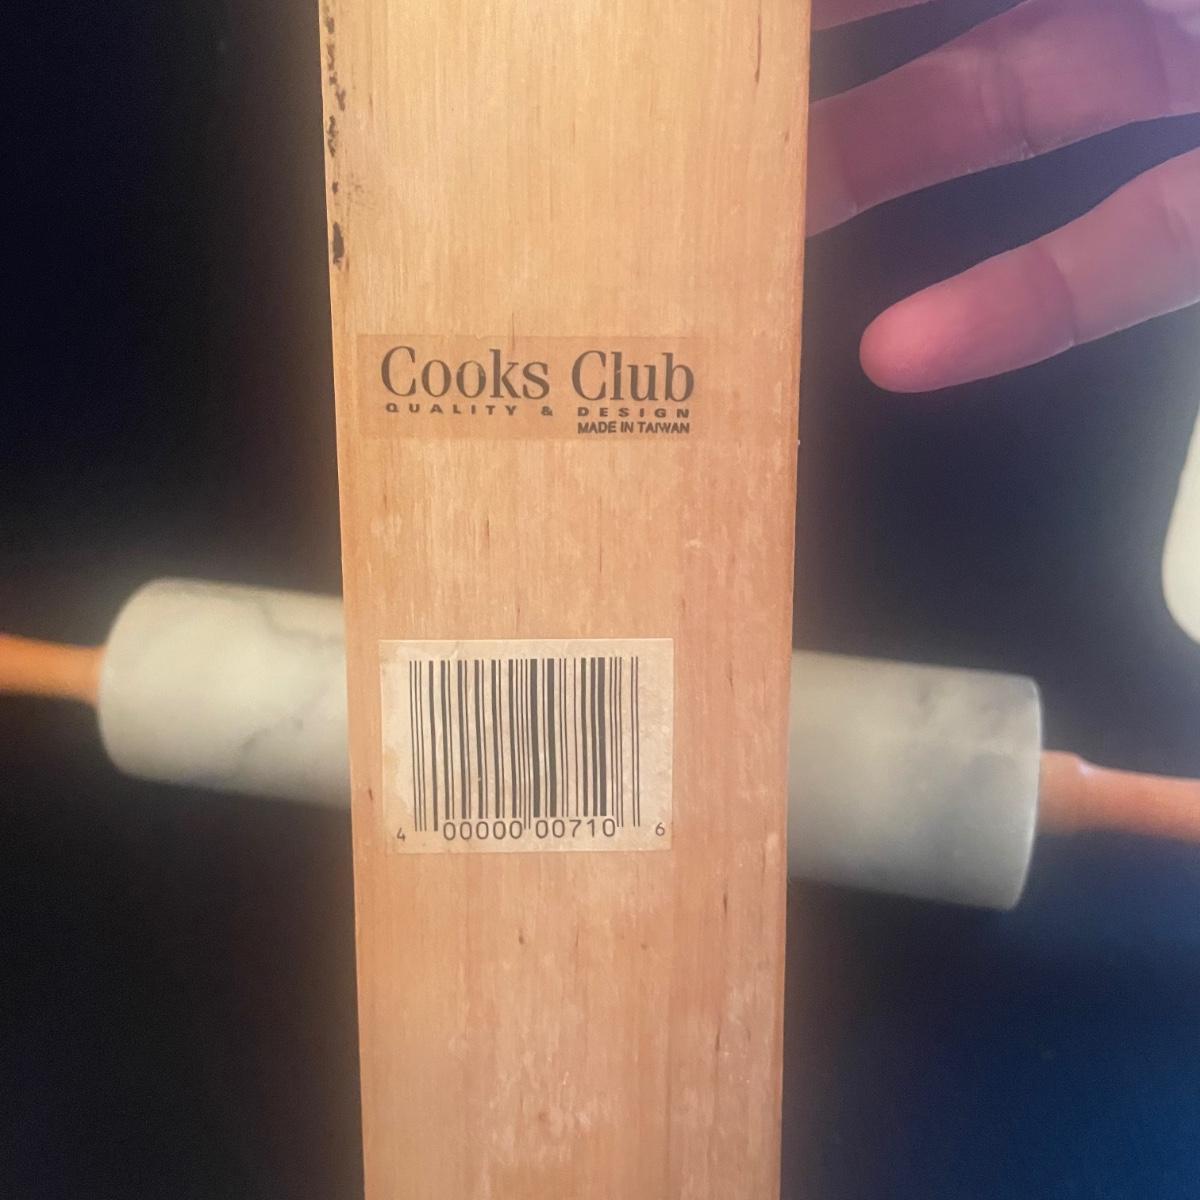 Cooks Club
QUALITY & DESIGN
MADE IN TAIWAN
4 00000 00710 6